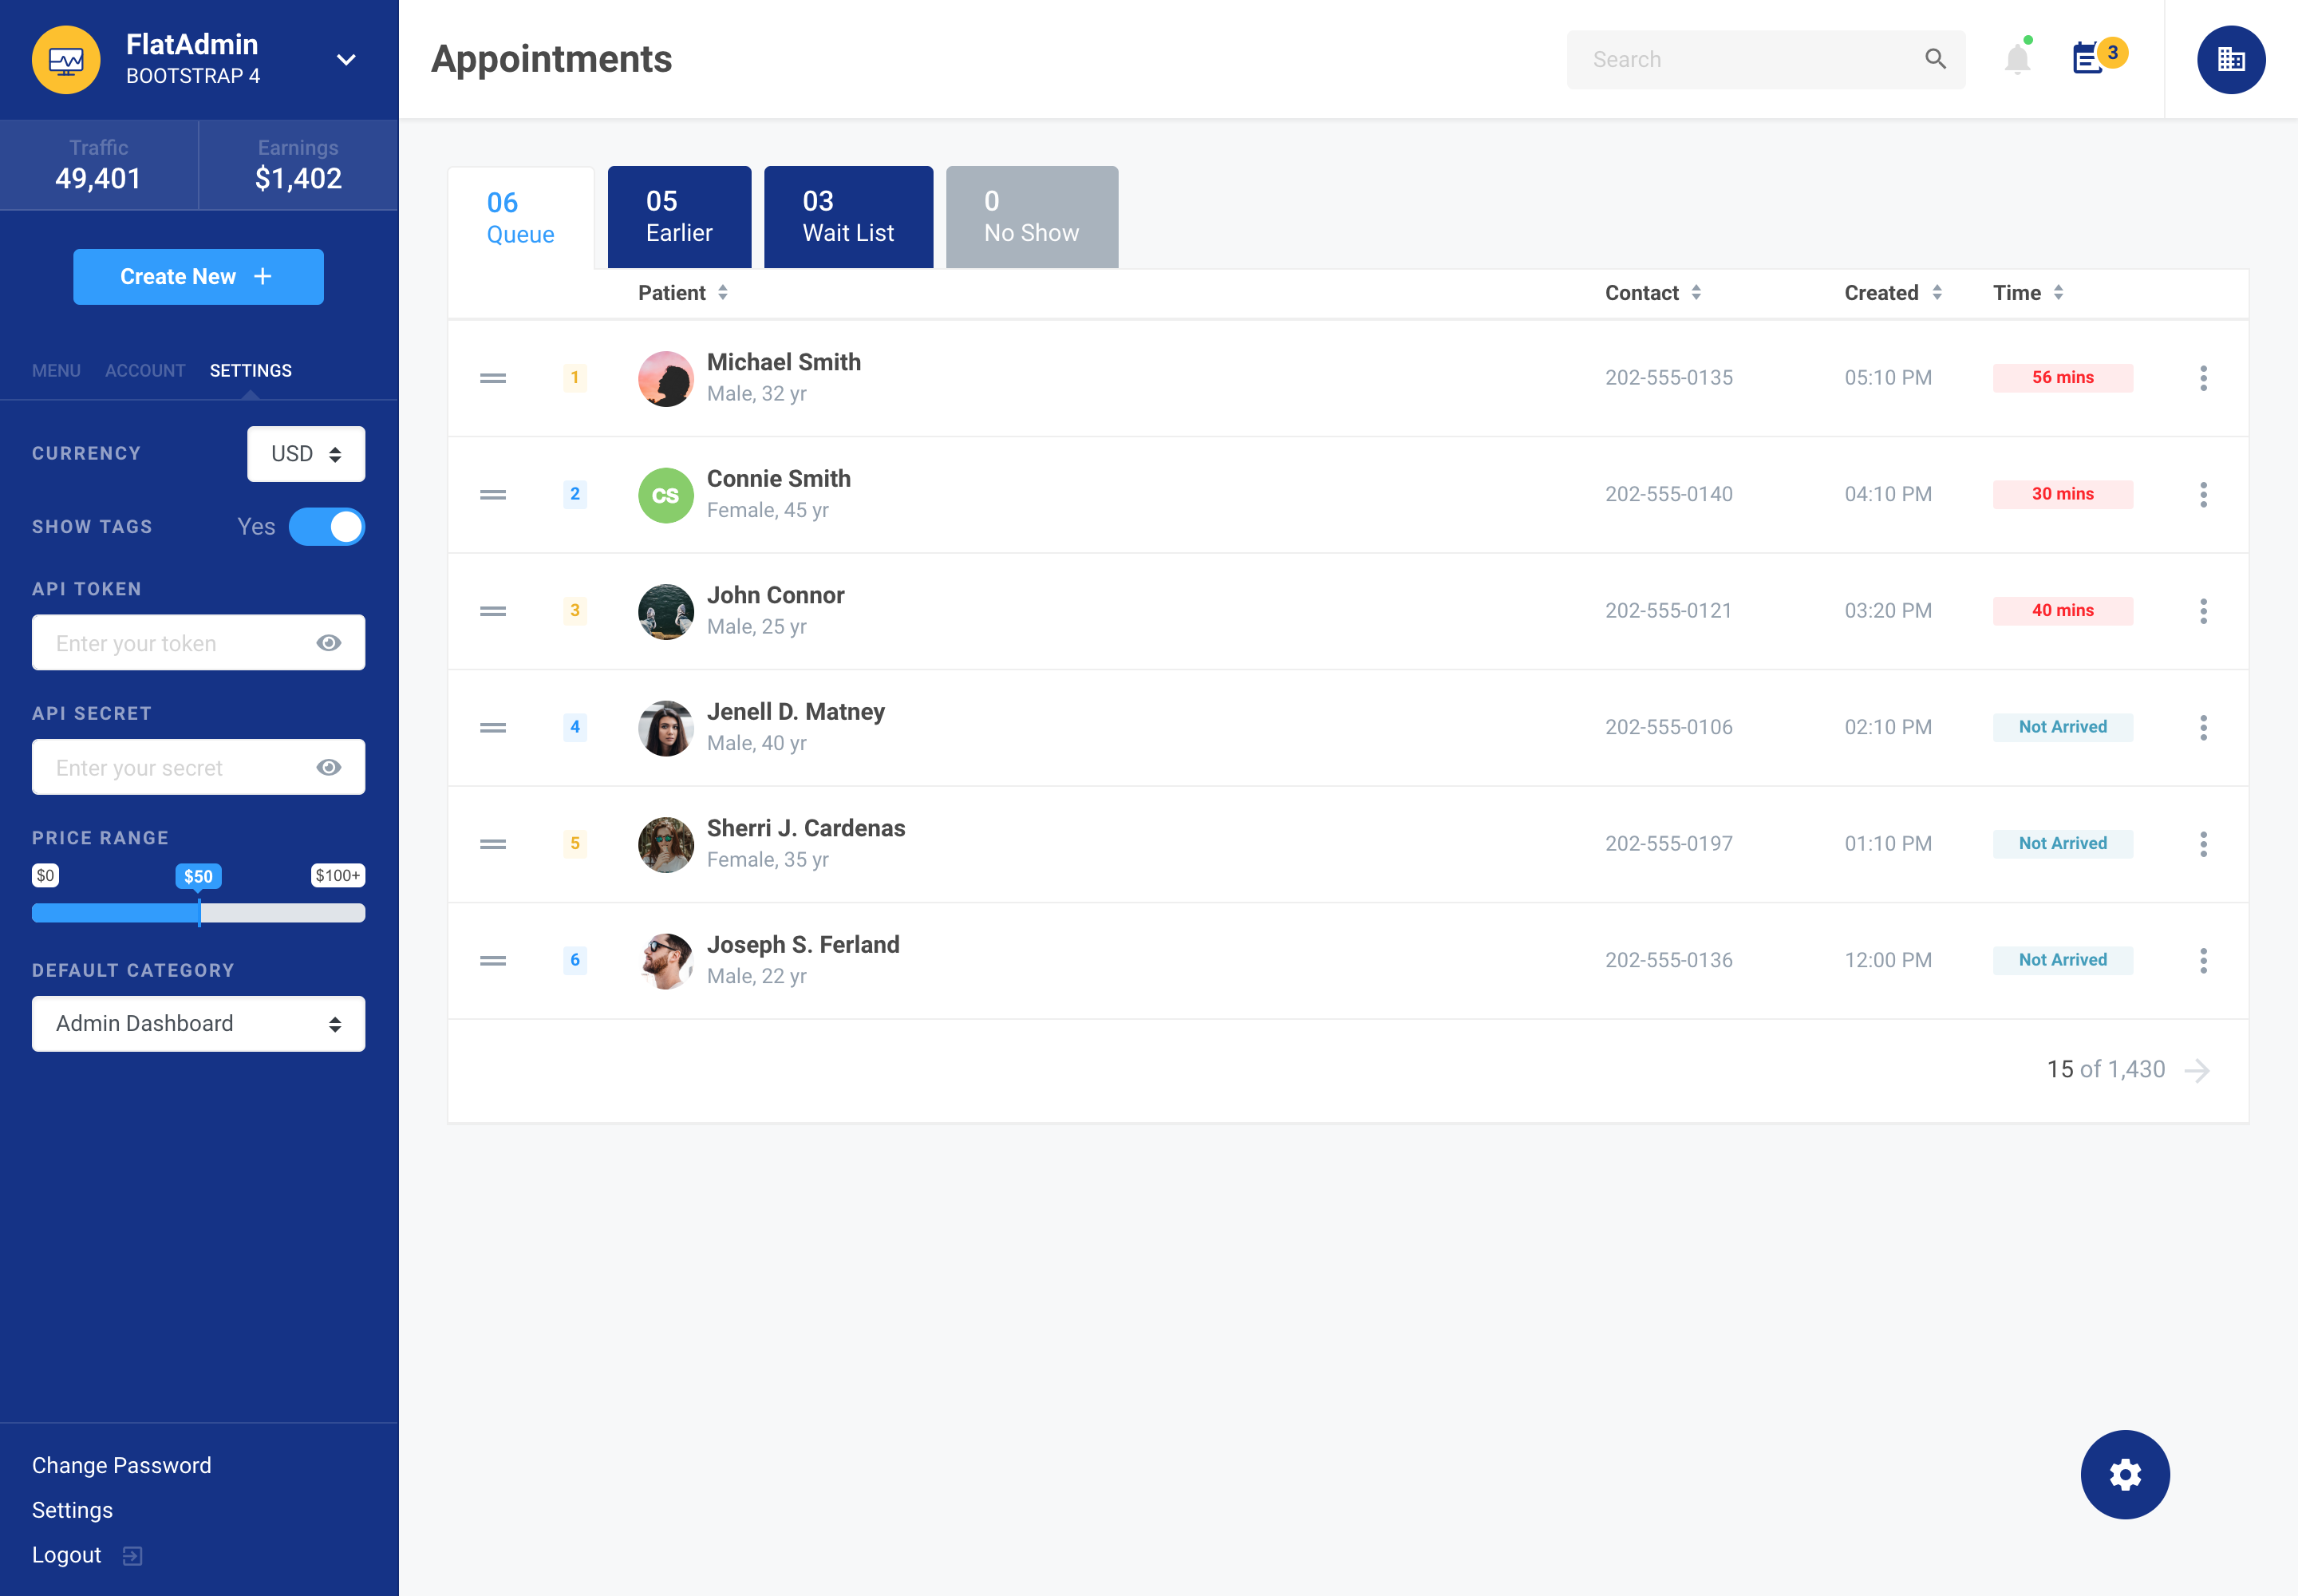 FlatAdmin
BOOTSTRAP 4
Traffic
49,401
Earnings
$1,402
Create New
MENU ACCOUNT SETTINGS
CURRENCY
USD
SHOW TAGS
Yes
API TOKEN
Enter your token
API SECRET
Enter your secret
PRICE RANGE
$0 $50 $100+
DEFAULT CATEGORY
Admin Dashboard
Change Password
Settings
Logout
Appointments
Search
3
06
Queue
05
Earlier
03
Wait List
0
No Show
Patient Contact Created Time
1 Michael Smith 202-555-0135 05:10 PM 56 mins
Male, 32 yr
2 CS Connie Smith 202-555-0140 04:10 PM 30 mins
Female, 45 yr
3 John Connor 202-555-0121 03:20 PM 40 mins
Male, 25 yr
4 Jenell D. Matney 202-555-0106 02:10 PM Not Arrived
Male, 40 yr
5 Sherri J. Cardenas 202-555-0197 01:10 PM Not Arrived
Female, 35 yr
6 Joseph S. Ferland 202-555-0136 12:00 PM Not Arrived
Male, 22 yr
15 of 1,430